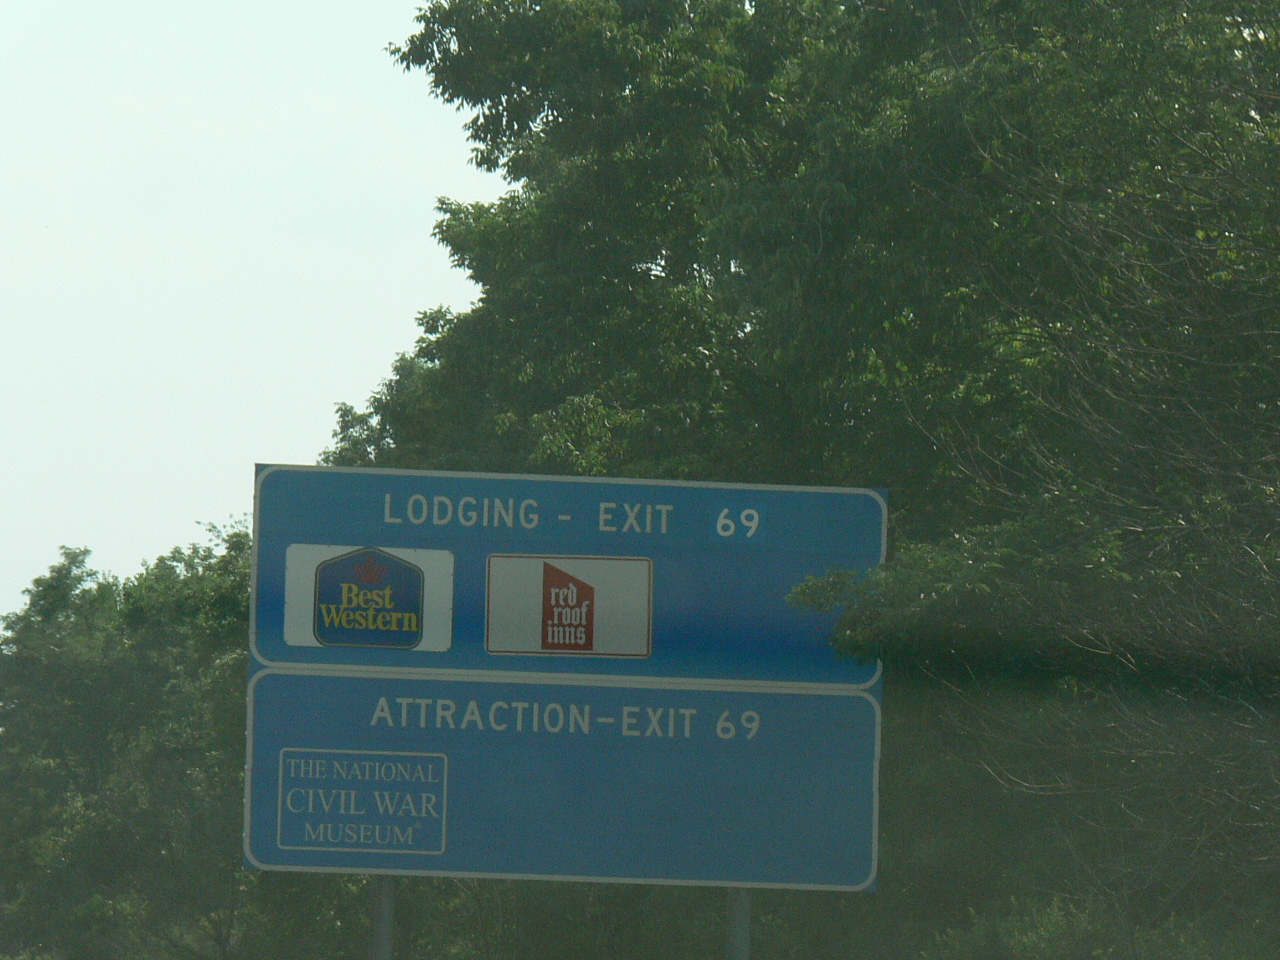 LODGING - EXIT 69
Best
Western
red
roof
inns
ATTRACTION-EXIT 69
THE NATIONAL
CIVIL WAR
MUSEUM